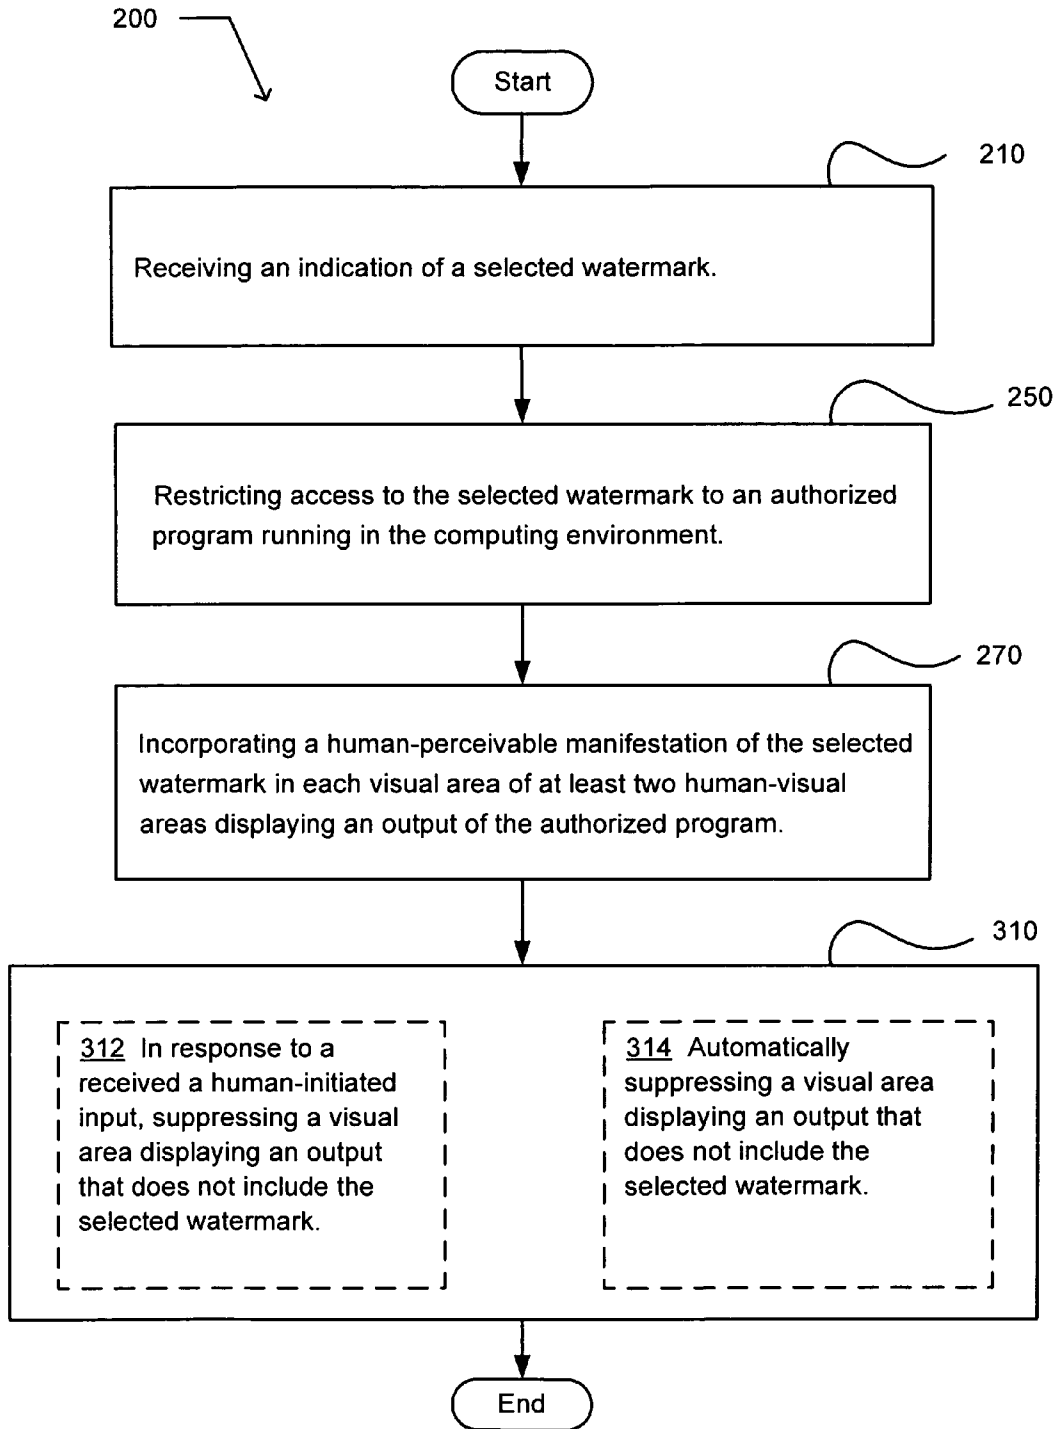 200
Start
210
Receiving an indication of a selected watermark.
250
Restricting access to the selected watermark to an authorized
program running in the computing environment.
270
Incorporating a human-perceivable manifestation of the selected
watermark in each visual area of at least two human-visual
areas displaying an output of the authorized program.
310
312 In response to a
received a human-initiated
input, suppressing a visual
area displaying an output
that does not include the
selected watermark.
314 Automatically
suppressing a visual area
displaying an output that
does not include the
selected watermark.
End